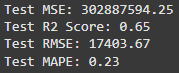 Test MSE: 302887594.25
Test R2 Score: 0.65
Test RMSE: 17403.67
Test MAPE: 0.23